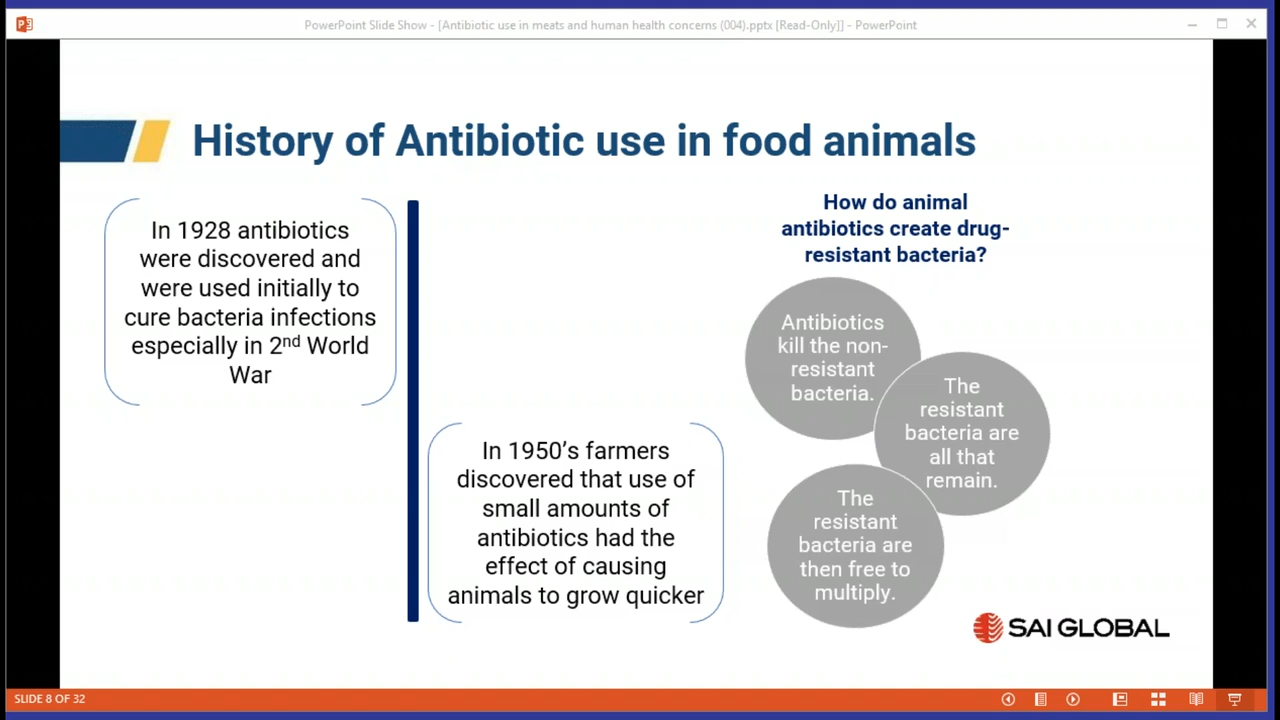 PowerPoint Slide Show - [Antibiotic use in meats and human health concerns (004).pptx [Read-Only]] - PowerPoint
History of Antibiotic use in food animals
In 1928 antibiotics
were discovered and
were used initially to
cure bacteria infections
especially in 2nd World
War
In 1950’s farmers
discovered that use of
small amounts of
antibiotics had the
effect of causing
animals to grow quicker
How do animal
antibiotics create drug-
resistant bacteria?
Antibiotics
kill the non-
resistant
bacteria.
The
resistant
bacteria are
all that
remain.
The
resistant
bacteria are
then free to
multiply.
SAI GLOBAL
SLIDE 8 OF 32